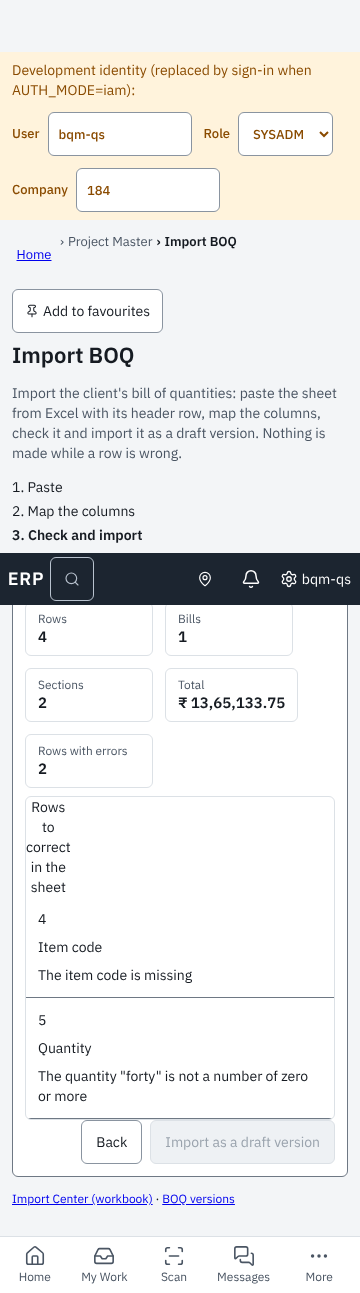 Development identity (replaced by sign-in when
AUTH_MODE=iam):
User bqm-qs Role SYSADM
Company 184
Home › Project Master › Import BOQ
Add to favourites
Import BOQ
Import the client's bill of quantities: paste the sheet
from Excel with its header row, map the columns,
check it and import it as a draft version. Nothing is
made while a row is wrong.
1. Paste
2. Map the columns
3. Check and import
ERP bqm-qs
Rows Bills
4 1
Sections Total
2 ₹ 13,65,133.75
Rows with errors
2
Rows
to
correct
in the
sheet
4
Item code
The item code is missing
5
Quantity
The quantity "forty" is not a number of zero
or more
Back Import as a draft version
Import Center (workbook) · BOQ versions
Home My Work Scan Messages More